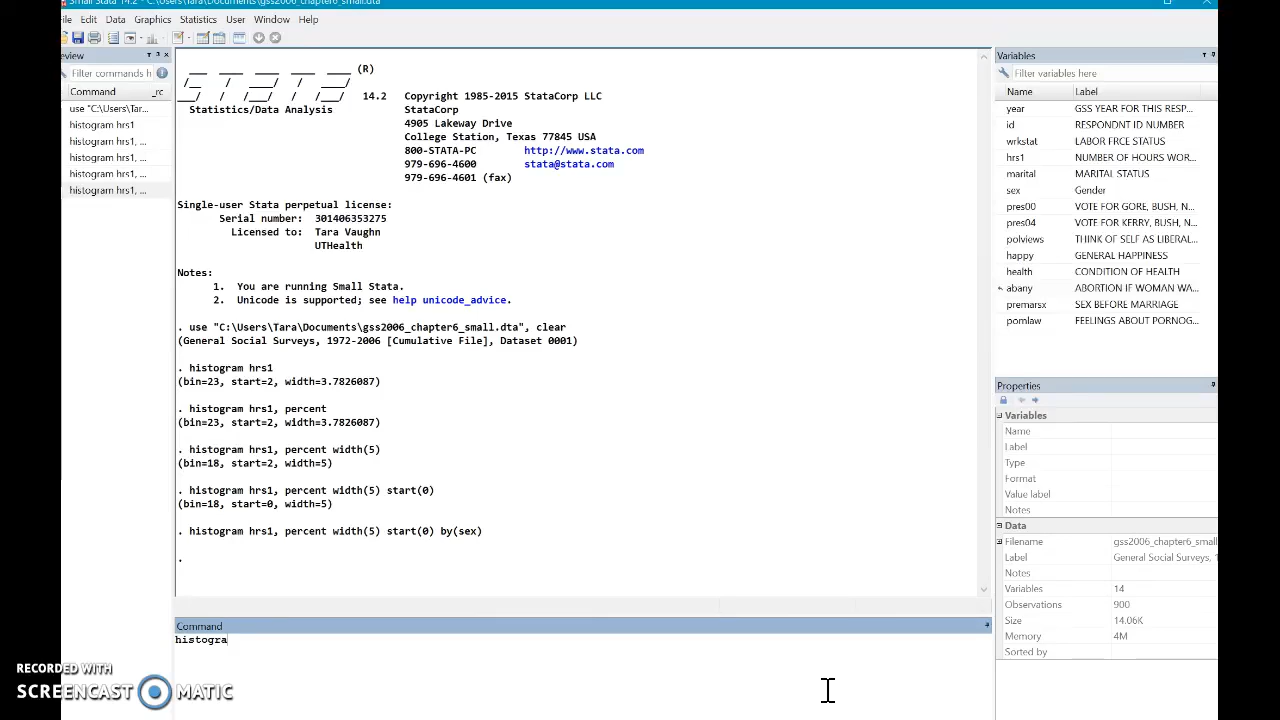 Small Stata 14.2 - C:\Users\Tara\Documents\gss2006_chapter6_small.dta
File Edit Data Graphics Statistics User Window Help
eview
Filter commands h
Command _rc
use "C:\Users\Tara...
histogram hrs1
histogram hrs1, ...
histogram hrs1, ...
histogram hrs1, ...
histogram hrs1, ...
(R)
14.2 Copyright 1985-2015 StataCorp LLC
Statistics/Data Analysis StataCorp
4905 Lakeway Drive
College Station, Texas 77845 USA
800-STATA-PC http://www.stata.com
979-696-4600 stata@stata.com
979-696-4601 (fax)
Single-user Stata perpetual license:
Serial number: 301406353275
Licensed to: Tara Vaughn
UTHealth
Notes:
1. You are running Small Stata.
2. Unicode is supported; see help unicode_advice.
. use "C:\Users\Tara\Documents\gss2006_chapter6_small.dta", clear
(General Social Surveys, 1972-2006 [Cumulative File], Dataset 0001)
. histogram hrs1
(bin=23, start=2, width=3.7826087)
. histogram hrs1, percent
(bin=23, start=2, width=3.7826087)
. histogram hrs1, percent width(5)
(bin=18, start=2, width=5)
. histogram hrs1, percent width(5) start(0)
(bin=18, start=0, width=5)
. histogram hrs1, percent width(5) start(0) by(sex)
.
Command
histogra
Variables
Filter variables here
Name Label
year GSS YEAR FOR THIS RESP...
id RESPONDNT ID NUMBER
wrkstat LABOR FRCE STATUS
hrs1 NUMBER OF HOURS WOR...
marital MARITAL STATUS
sex Gender
pres00 VOTE FOR GORE, BUSH, N...
pres04 VOTE FOR KERRY, BUSH, N...
polviews THINK OF SELF AS LIBERAL...
happy GENERAL HAPPINESS
health CONDITION OF HEALTH
abany ABORTION IF WOMAN WA...
premarsx SEX BEFORE MARRIAGE
pornlaw FEELINGS ABOUT PORNOG...
Properties
Variables
Name
Label
Type
Format
Value label
Notes
Data
Filename gss2006_chapter6_small
Label General Social Surveys, 1
Notes
Variables 14
Observations 900
Size 14.06K
Memory 4M
Sorted by
RECORDED WITH
SCREENCAST MATIC